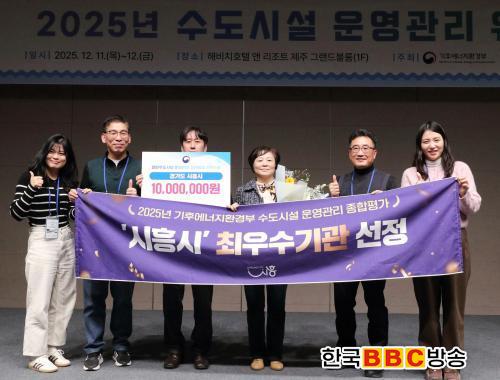 2025년 수도시설 운영관리 워
|일시| 2025. 12. 11.(목)~12.(금) |장소| 해비치호텔 앤 리조트 제주 그랜드볼룸(1F) |주최| 기후에너지환경부
경기도 시흥시
10,000,000원
2025년 기후에너지환경부 수도시설 운영관리 종합평가
'시흥시' 최우수기관 선정
시흥
한국BBC방송